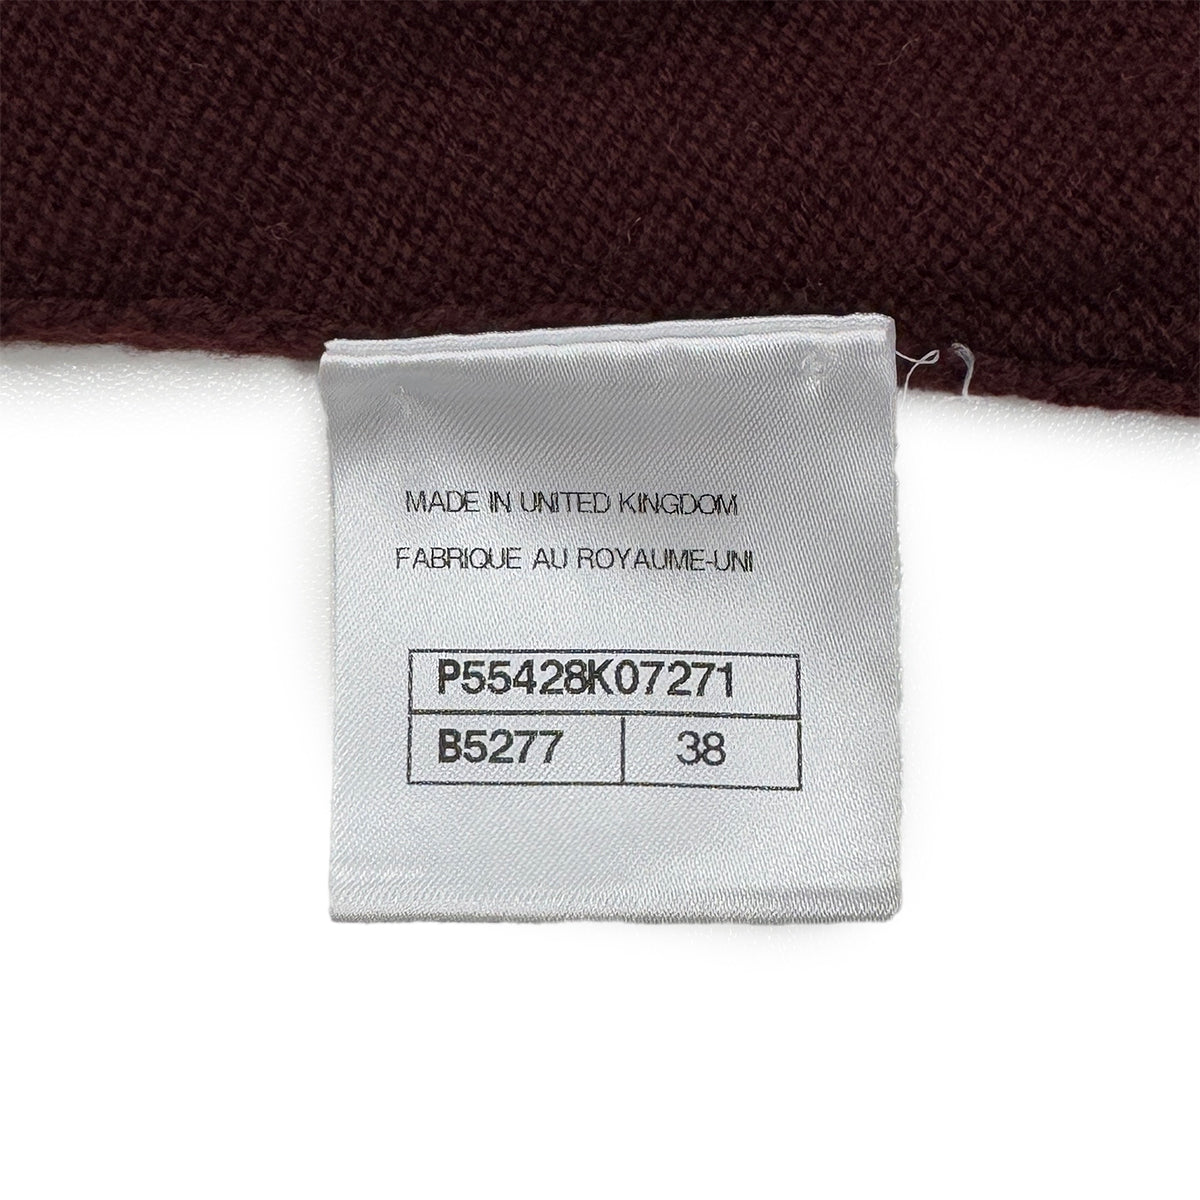 MADE IN UNITED KINGDOM
FABRIQUE AU ROYAUME-UNI
P55428K07271
B5277 38